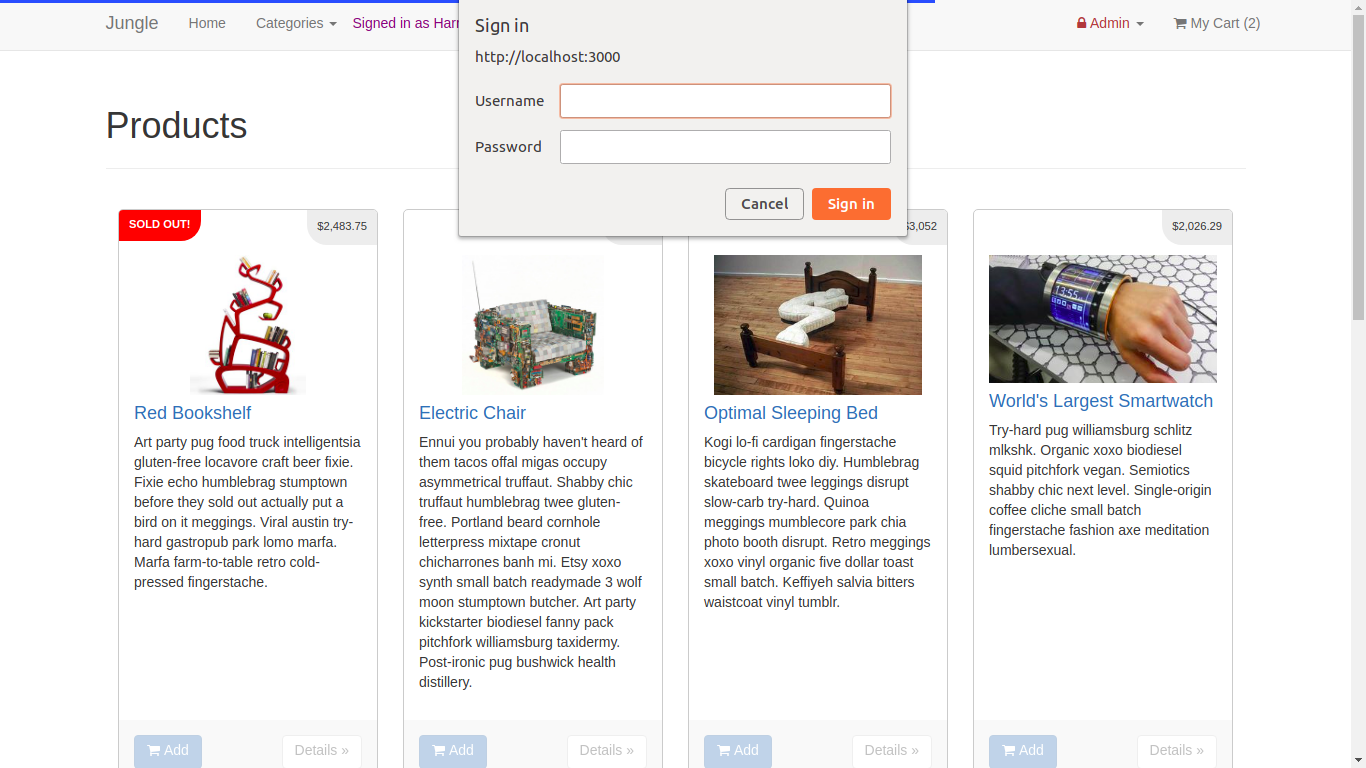 Jungle Home Categories Signed in as Admin My Cart (2)
Sign in
http://localhost:3000
Username
Password
Cancel Sign in
Products
SOLD OUT! $2,483.75
Red Bookshelf
Art party pug food truck intelligentsia
gluten-free locavore craft beer fixie.
Fixie echo humblebrag stumptown
before they sold out actually put a
bird on it meggings. Viral austin try-
hard gastropub park lomo marfa.
Marfa farm-to-table retro cold-
pressed fingerstache.
Add Details »
Electric Chair
Ennui you probably haven't heard of
them tacos offal migas occupy
asymmetrical truffaut. Shabby chic
truffaut humblebrag twee gluten-
free. Portland beard cornhole
letterpress mixtape cronut
chicharrones banh mi. Etsy xoxo
synth small batch readymade 3 wolf
moon stumptown butcher. Art party
kickstarter biodiesel fanny pack
pitchfork williamsburg taxidermy.
Post-ironic pug bushwick health
distillery.
Add Details »
3,052
Optimal Sleeping Bed
Kogi lo-fi cardigan fingerstache
bicycle rights loko diy. Humblebrag
skateboard twee leggings disrupt
slow-carb try-hard. Quinoa
meggings mumblecore park chia
photo booth disrupt. Retro meggings
xoxo vinyl organic five dollar toast
small batch. Keffiyeh salvia bitters
waistcoat vinyl tumblr.
Add Details »
$2,026.29
13:55
World's Largest Smartwatch
Try-hard pug williamsburg schlitz
mlkshk. Organic xoxo biodiesel
squid pitchfork vegan. Semiotics
shabby chic next level. Single-origin
coffee cliche small batch
fingerstache fashion axe meditation
lumbersexual.
Add Details »